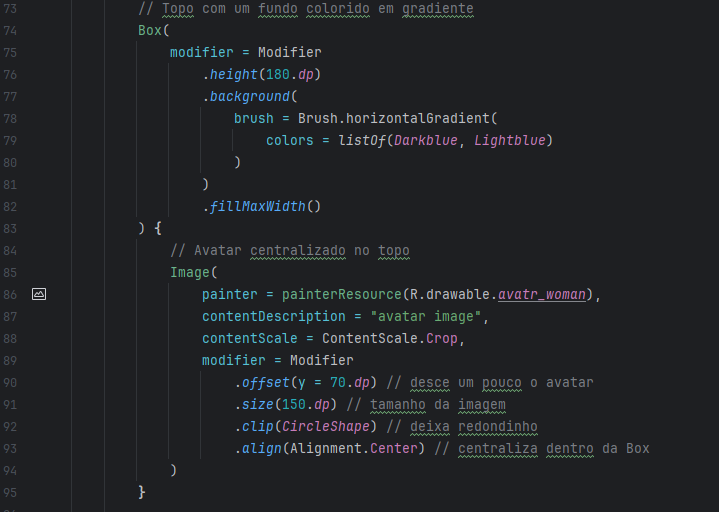 73 // Topo com um fundo colorido em gradiente
74 Box(
75 modifier = Modifier
76 .height(180.dp)
77 .background(
78 brush = Brush.horizontalGradient(
79 colors = listOf(Darkblue, Lightblue)
80 )
81 )
82 .fillMaxWidth()
83 ) {
84 // Avatar centralizado no topo
85 Image(
86 painter = painterResource(R.drawable.avatr_woman),
87 contentDescription = "avatar image",
88 contentScale = ContentScale.Crop,
89 modifier = Modifier
90 .offset(y = 70.dp) // desce um pouco o avatar
91 .size(150.dp) // tamanho da imagem
92 .clip(CircleShape) // deixa redondinho
93 .align(Alignment.Center) // centraliza dentro da Box
94 )
95 }